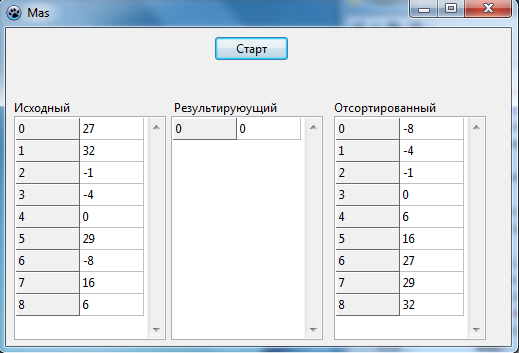 Mas
Старт
Исходный Результируюущий Отсортированный
0 27 0 0 0 -8
1 32 1 -4
2 -1 2 -1
3 -4 3 0
4 0 4 6
5 29 5 16
6 -8 6 27
7 16 7 29
8 6 8 32